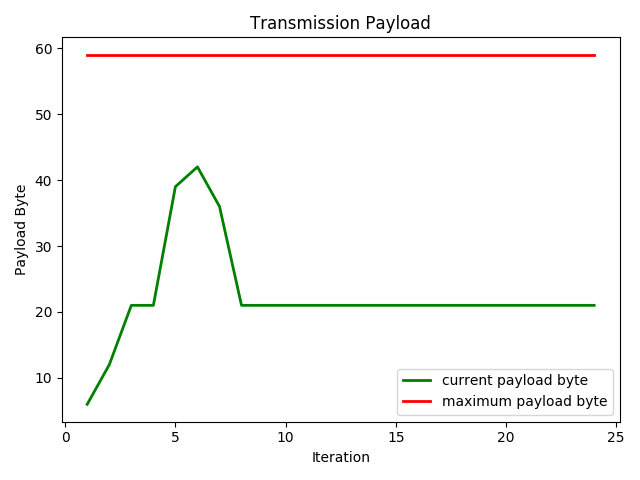 Transmission Payload
60
50
40
30
20
10
Payload Byte
current payload byte
maximum payload byte
0 5 10 15 20 25
Iteration